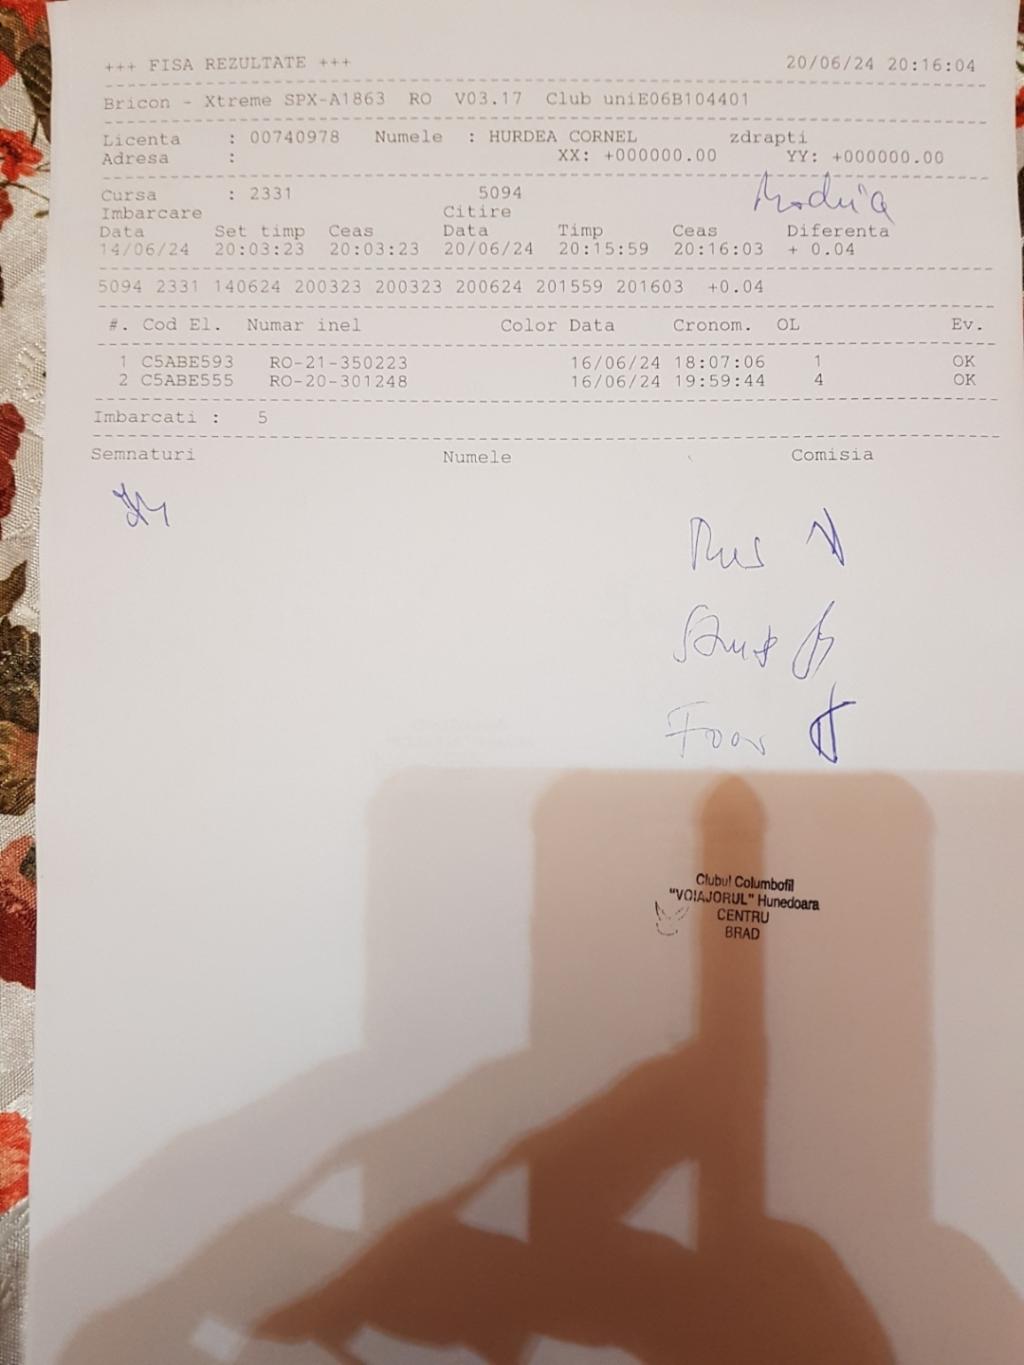 +++ FISA REZULTATE +++ 20/06/24 20:16:04
Bricon - Xtreme SPX-A1863 RO V03.17 Club uniE06B104401
Licenta : 00740978 Numele : HURDEA CORNEL zdrapti
Adresa : XX: +000000.00 YY: +000000.00
Cursa : 2331 5094
Imbarcare Citire
Data Set timp Ceas Data Timp Ceas Diferenta
14/06/24 20:03:23 20:03:23 20/06/24 20:15:59 20:16:03 + 0.04
5094 2331 140624 200323 200323 200624 201559 201603 +0.04
#. Cod El. Numar inel Color Data Cronom. OL Ev.
1 C5ABE593 RO-21-350223 16/06/24 18:07:06 1 OK
2 C5ABE555 RO-20-301248 16/06/24 19:59:44 4 OK
Imbarcati : 5
Semnaturi Numele Comisia
Rus
Clubul Columbofil
"VOIAJORUL" Hunedoara
CENTRU
BRAD